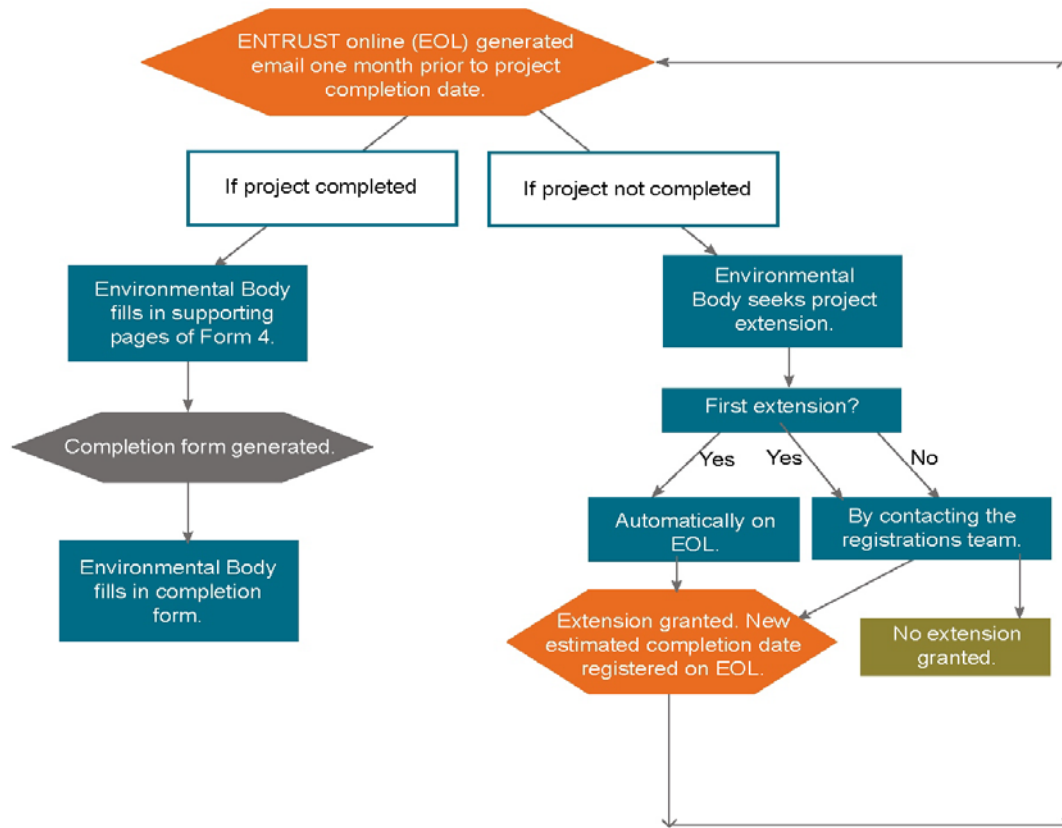 ENTRUST online (EOL) generated
email one month prior to project
completion date.
If project completed
If project not completed
Environmental Body
fills in supporting
pages of Form 4.
Environmental
Body seeks project
extension.
First extension?
Completion form generated.
Yes
Yes
No
Automatically on
EOL.
By contacting the
registrations team.
Environmental Body
fills in completion
form.
Extension granted. New
estimated completion date
registered on EOL.
No extension
granted.